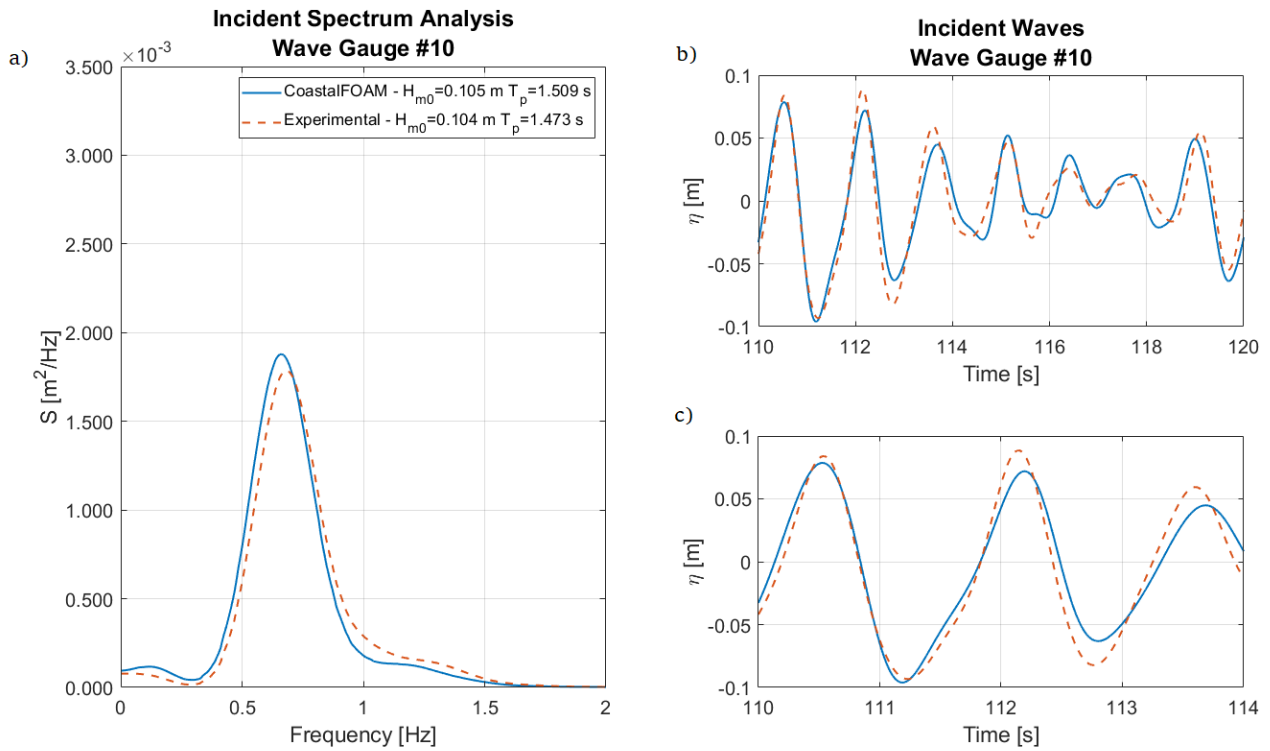 a)
Incident Spectrum Analysis
Wave Gauge #10
×10⁻³
3.500
3.000
2.500
2.000
1.500
1.000
0.500
0.000
S [m²/Hz]
CoastalFOAM - H_m0=0.105 m T_p=1.509 s
Experimental - H_m0=0.104 m T_p=1.473 s
0 0.5 1 1.5 2
Frequency [Hz]
b)
Incident Waves
Wave Gauge #10
0.1
0.05
0
-0.05
-0.1
η [m]
110 112 114 116 118 120
Time [s]
c)
0.1
0.05
0
-0.05
-0.1
η [m]
110 111 112 113 114
Time [s]